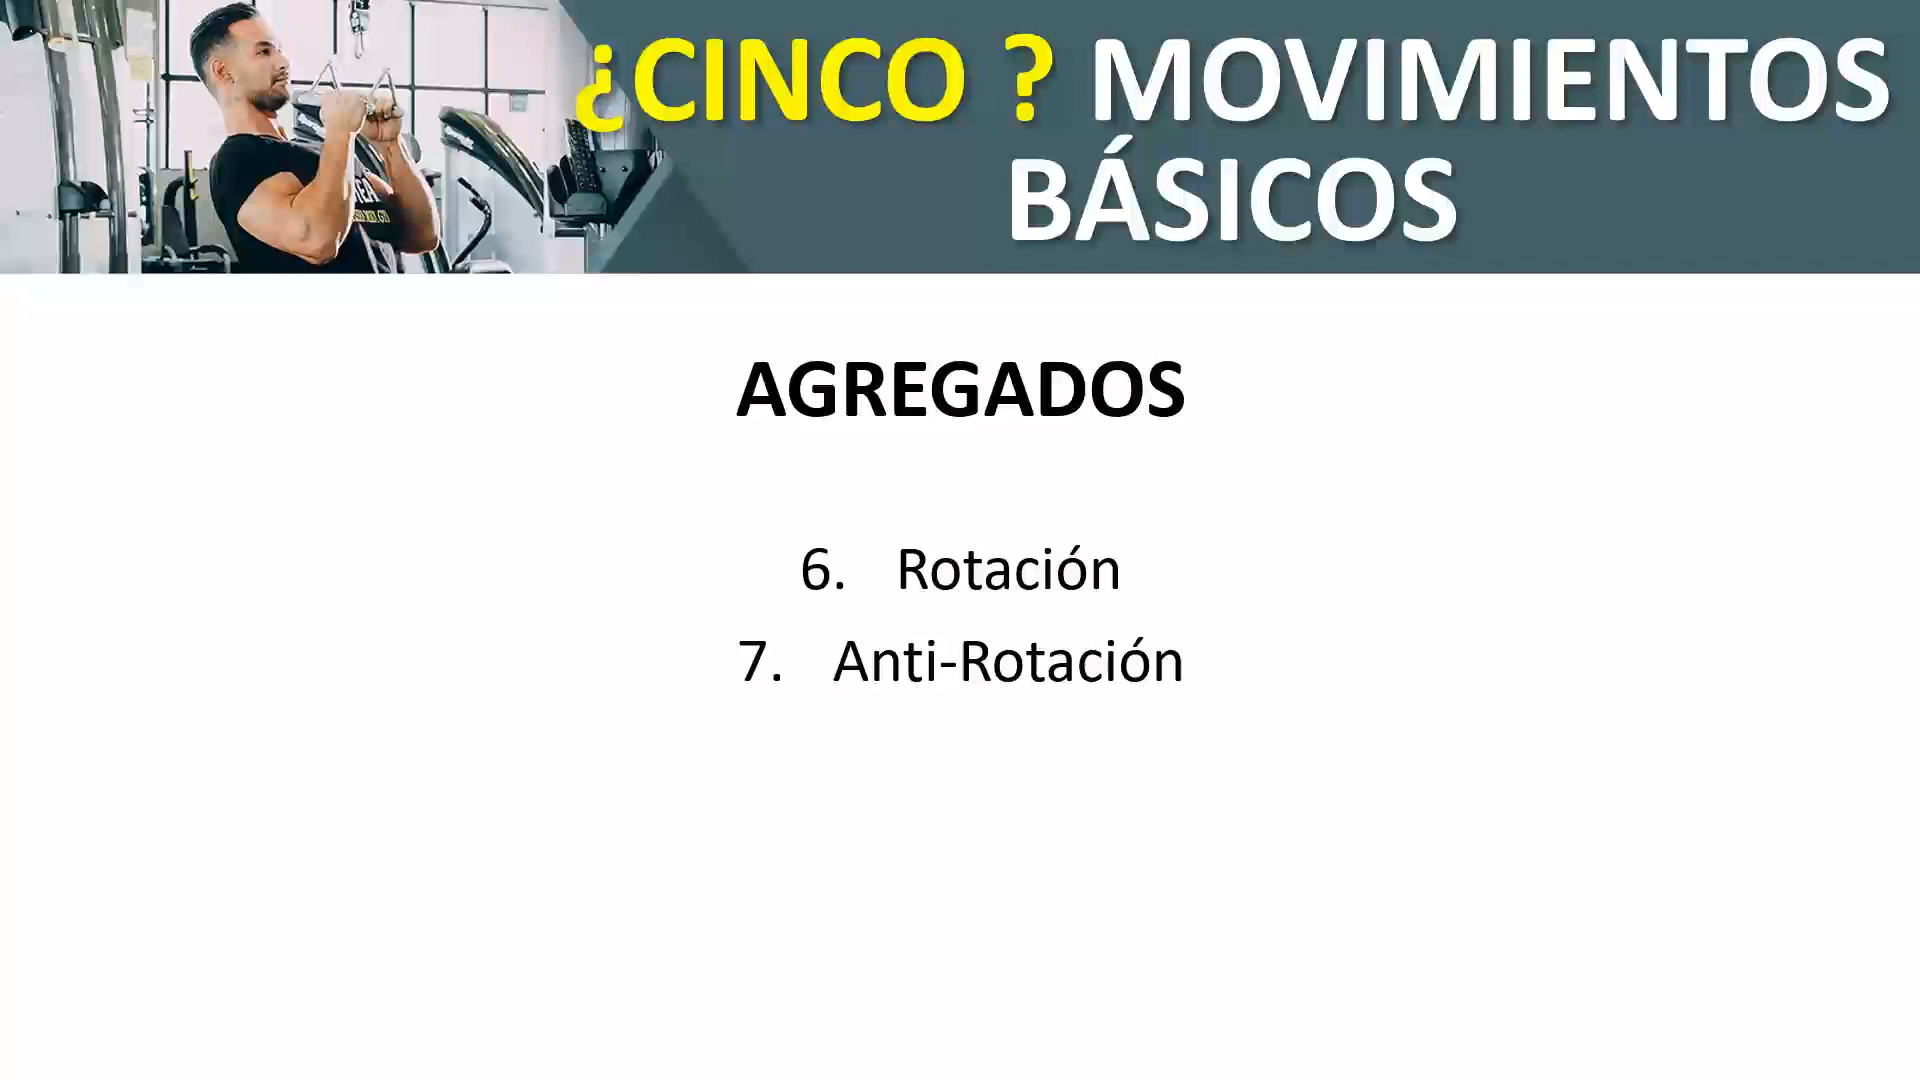 ¿CINCO ? MOVIMIENTOS
BÁSICOS
AGREGADOS
6. Rotación
7. Anti-Rotación